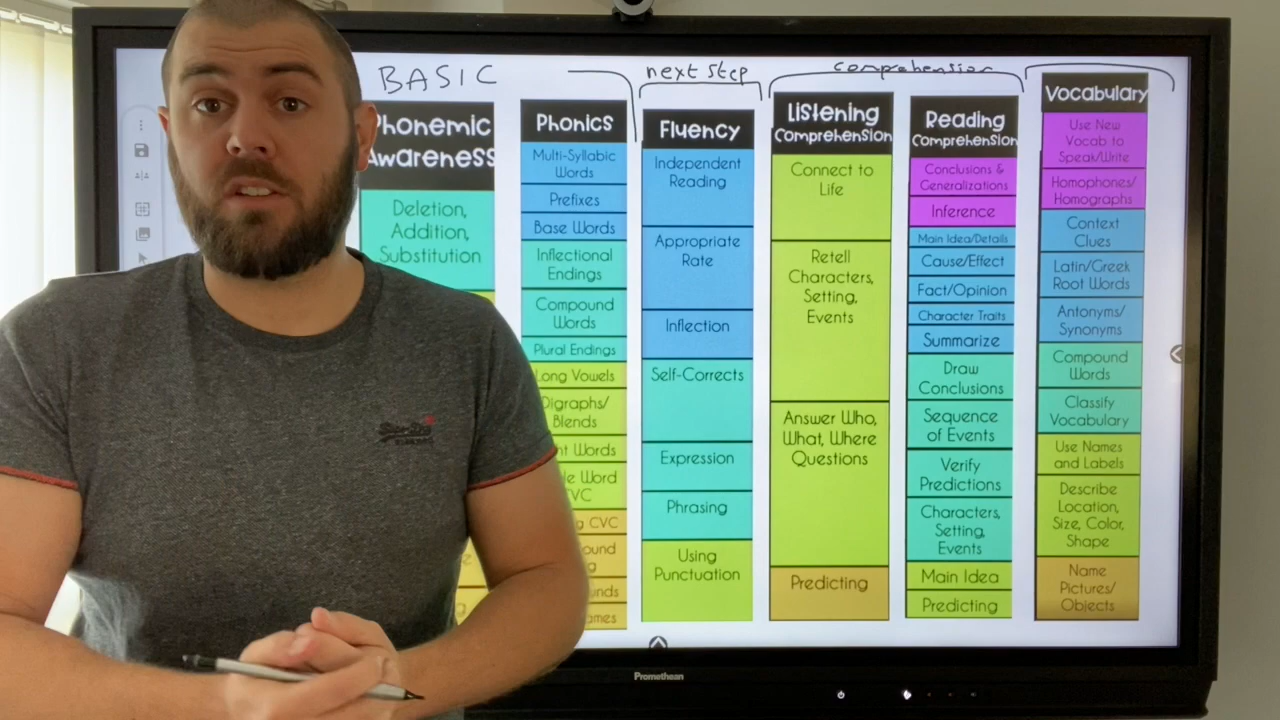 BASIC
next step
comprehension
Phonemic
Awareness
Deletion,
Addition,
Substitution
Phonics
Multi-Syllabic
Words
Prefixes
Base Words
Inflectional
Endings
Compound
Words
Plural Endings
Long Vowels
Digraphs/
Blends
Words
Word
CVC
CVC
Fluency
Independent
Reading
Appropriate
Rate
Inflection
Self-Corrects
Expression
Phrasing
Using
Punctuation
Listening
Comprehension
Connect to
Life
Retell
Characters,
Setting,
Events
Answer Who,
What, Where
Questions
Predicting
Reading
Comprehension
Conclusions &
Generalizations
Inference
Main Idea/Details
Cause/Effect
Fact/Opinion
Character Traits
Summarize
Draw
Conclusions
Sequence
of Events
Verify
Predictions
Characters,
Setting,
Events
Main Idea
Predicting
Vocabulary
Use New
Vocab to
Speak/Write
Homophones/
Homographs
Context
Clues
Latin/Greek
Root Words
Antonyms/
Synonyms
Compound
Words
Classify
Vocabulary
Use Names
and Labels
Describe
Location,
Size, Color,
Shape
Name
Pictures/
Objects
Promethean